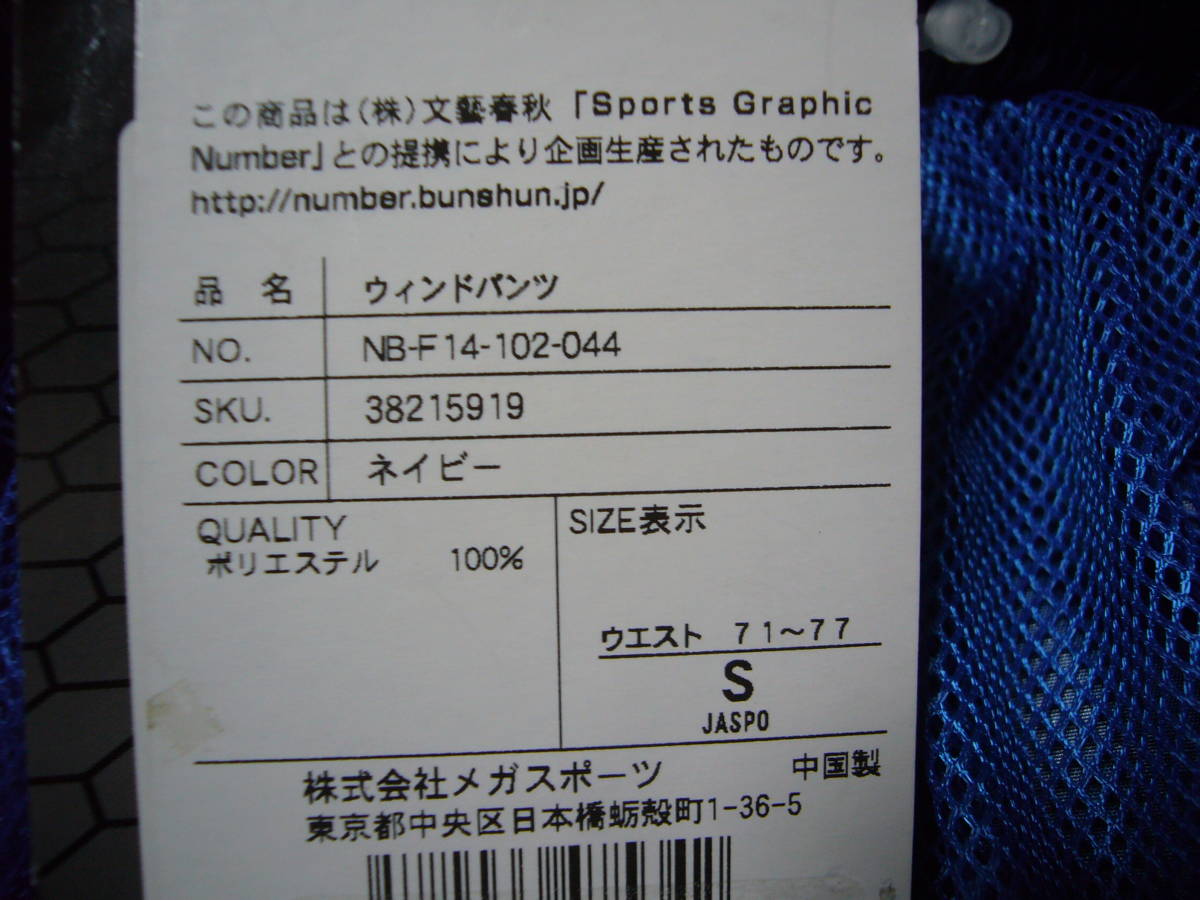 この商品は(株)文藝春秋「Sports Graphic
Number」との提携により企画生産されたものです。
http://number.bunshun.jp/
品 名 ウィンドパンツ
NO. NB-F14-102-044
SKU. 38215919
COLOR ネイビー
QUALITY
ポリエステル 100%
SIZE表示
ウエスト 71~77
S
JASPO
株式会社メガスポーツ 中国製
東京都中央区日本橋蛎殻町1-36-5